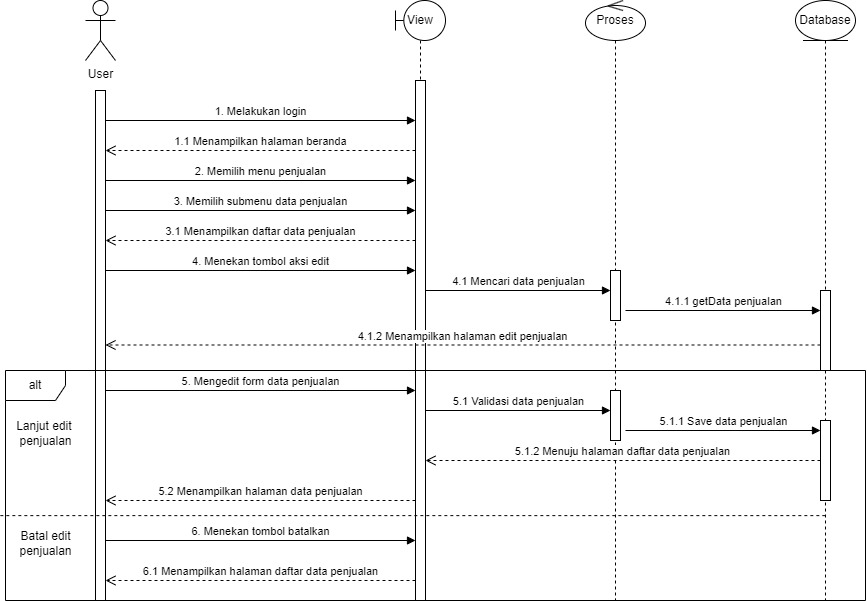 View
Proses
Database
User
1. Melakukan login
1.1 Menampilkan halaman beranda
2. Memilih menu penjualan
3. Memilih submenu data penjualan
3.1 Menampilkan daftar data penjualan
4. Menekan tombol aksi edit
4.1 Mencari data penjualan
4.1.1 getData penjualan
4.1.2 Menampilkan halaman edit penjualan
alt
5. Mengedit form data penjualan
5.1 Validasi data penjualan
Lanjut edit
penjualan
5.1.1 Save data penjualan
5.1.2 Menuju halaman daftar data penjualan
5.2 Menampilkan halaman data penjualan
Batal edit
penjualan
6. Menekan tombol batalkan
6.1 Menampilkan halaman daftar data penjualan